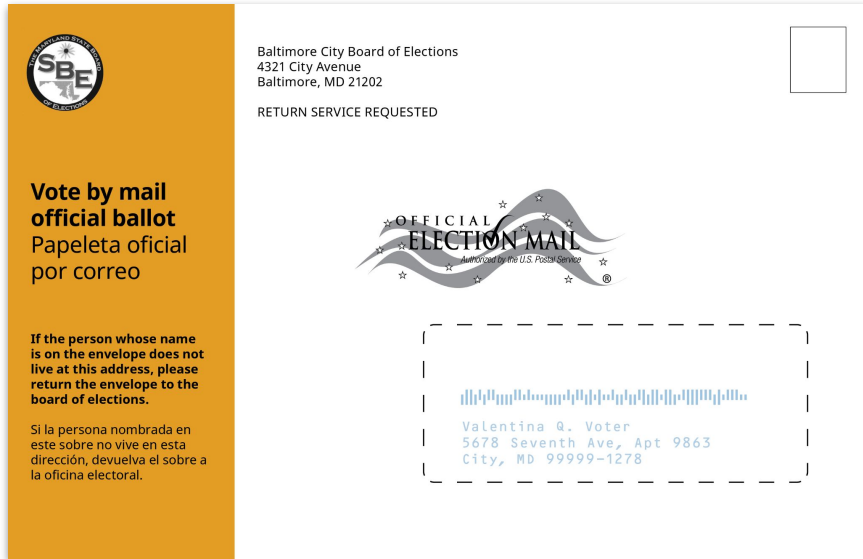 THE MARYLAND STATE BOARD
SBE
OF ELECTIONS
Vote by mail
official ballot
Papeleta oficial
por correo
If the person whose name
is on the envelope does not
live at this address, please
return the envelope to the
board of elections.
Si la persona nombrada en
este sobre no vive en esta
dirección, devuelva el sobre a
la oficina electoral.
Baltimore City Board of Elections
4321 City Avenue
Baltimore, MD 21202
RETURN SERVICE REQUESTED
OFFICIAL
ELECTION MAIL
Authorized by the U.S. Postal Service
®
Valentina Q. Voter
5678 Seventh Ave, Apt 9863
City, MD 99999-1278